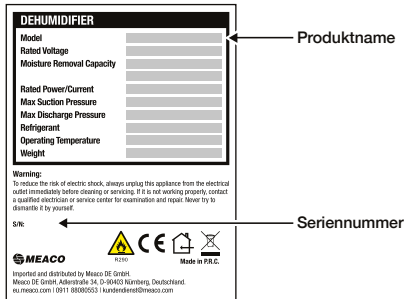 DEHUMIDIFIER
Model
Produktname
Rated Voltage
Moisture Removal Capacity
Rated Power/Current
Max Suction Pressure
Max Discharge Pressure
Refrigerant
Operating Temperature
Weight
Warning:
To reduce the risk of electric shock, always unplug this appliance from the electrical
outlet immediately before cleaning or servicing. If it is not working properly, contact
a qualified electrician or service center for examination and repair. Never try to
dismantle it by yourself.
S/N:
Seriennummer
CE
MEACO
R290
Made in P.R.C.
Imported and distributed by Meaco DE GmbH.
Meaco DE GmbH, Adlerstraße 34, D-90403 Nürnberg, Deutschland.
eu.meaco.com | 0911 88080553 | kundendienst@meaco.com